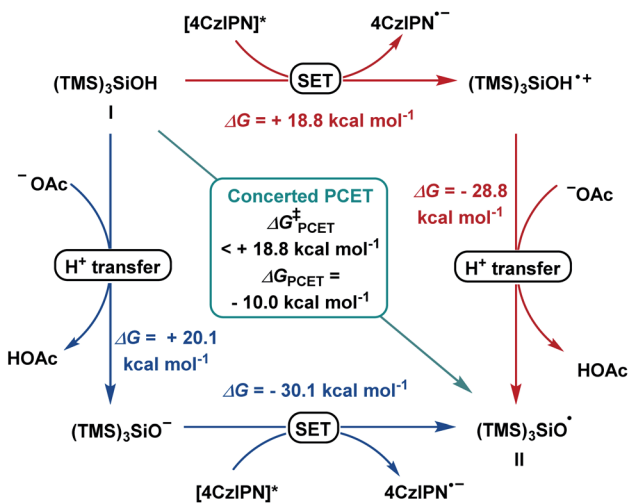 [4CzIPN]* 4CzIPN•−
(TMS)₃SiOH SET (TMS)₃SiOH•+
I
ΔG = + 18.8 kcal mol⁻¹
⁻OAc
Concerted PCET
ΔG‡PCET
< + 18.8 kcal mol⁻¹
ΔGPCET =
- 10.0 kcal mol⁻¹
ΔG = - 28.8
kcal mol⁻¹
⁻OAc
H⁺ transfer
H⁺ transfer
HOAc
ΔG = + 20.1
kcal mol⁻¹
HOAc
ΔG = - 30.1 kcal mol⁻¹
(TMS)₃SiO⁻ SET (TMS)₃SiO•
II
[4CzIPN]* 4CzIPN•−